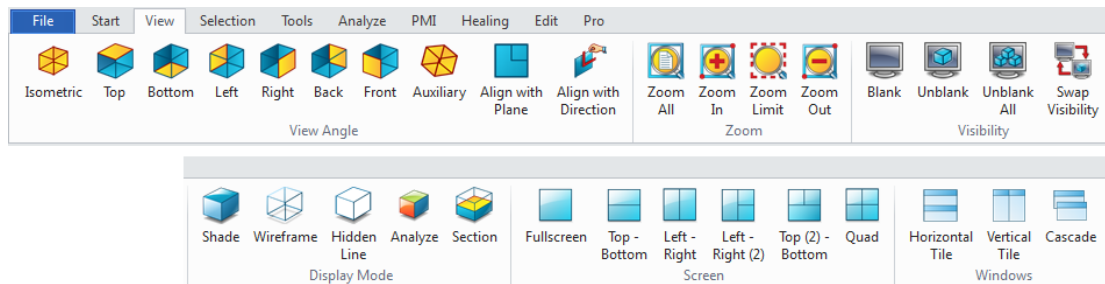 File Start View Selection Tools Analyze PMI Healing Edit Pro
Isometric Top Bottom Left Right Back Front Auxiliary Align with Plane Align with Direction Zoom All Zoom In Zoom Limit Zoom Out Blank Unblank Unblank All Swap Visibility
View Angle Zoom Visibility
Shade Wireframe Hidden Line Analyze Section Fullscreen Top - Bottom Left - Right Left - Right (2) Top (2) - Bottom Quad Horizontal Tile Vertical Tile Cascade
Display Mode Screen Windows